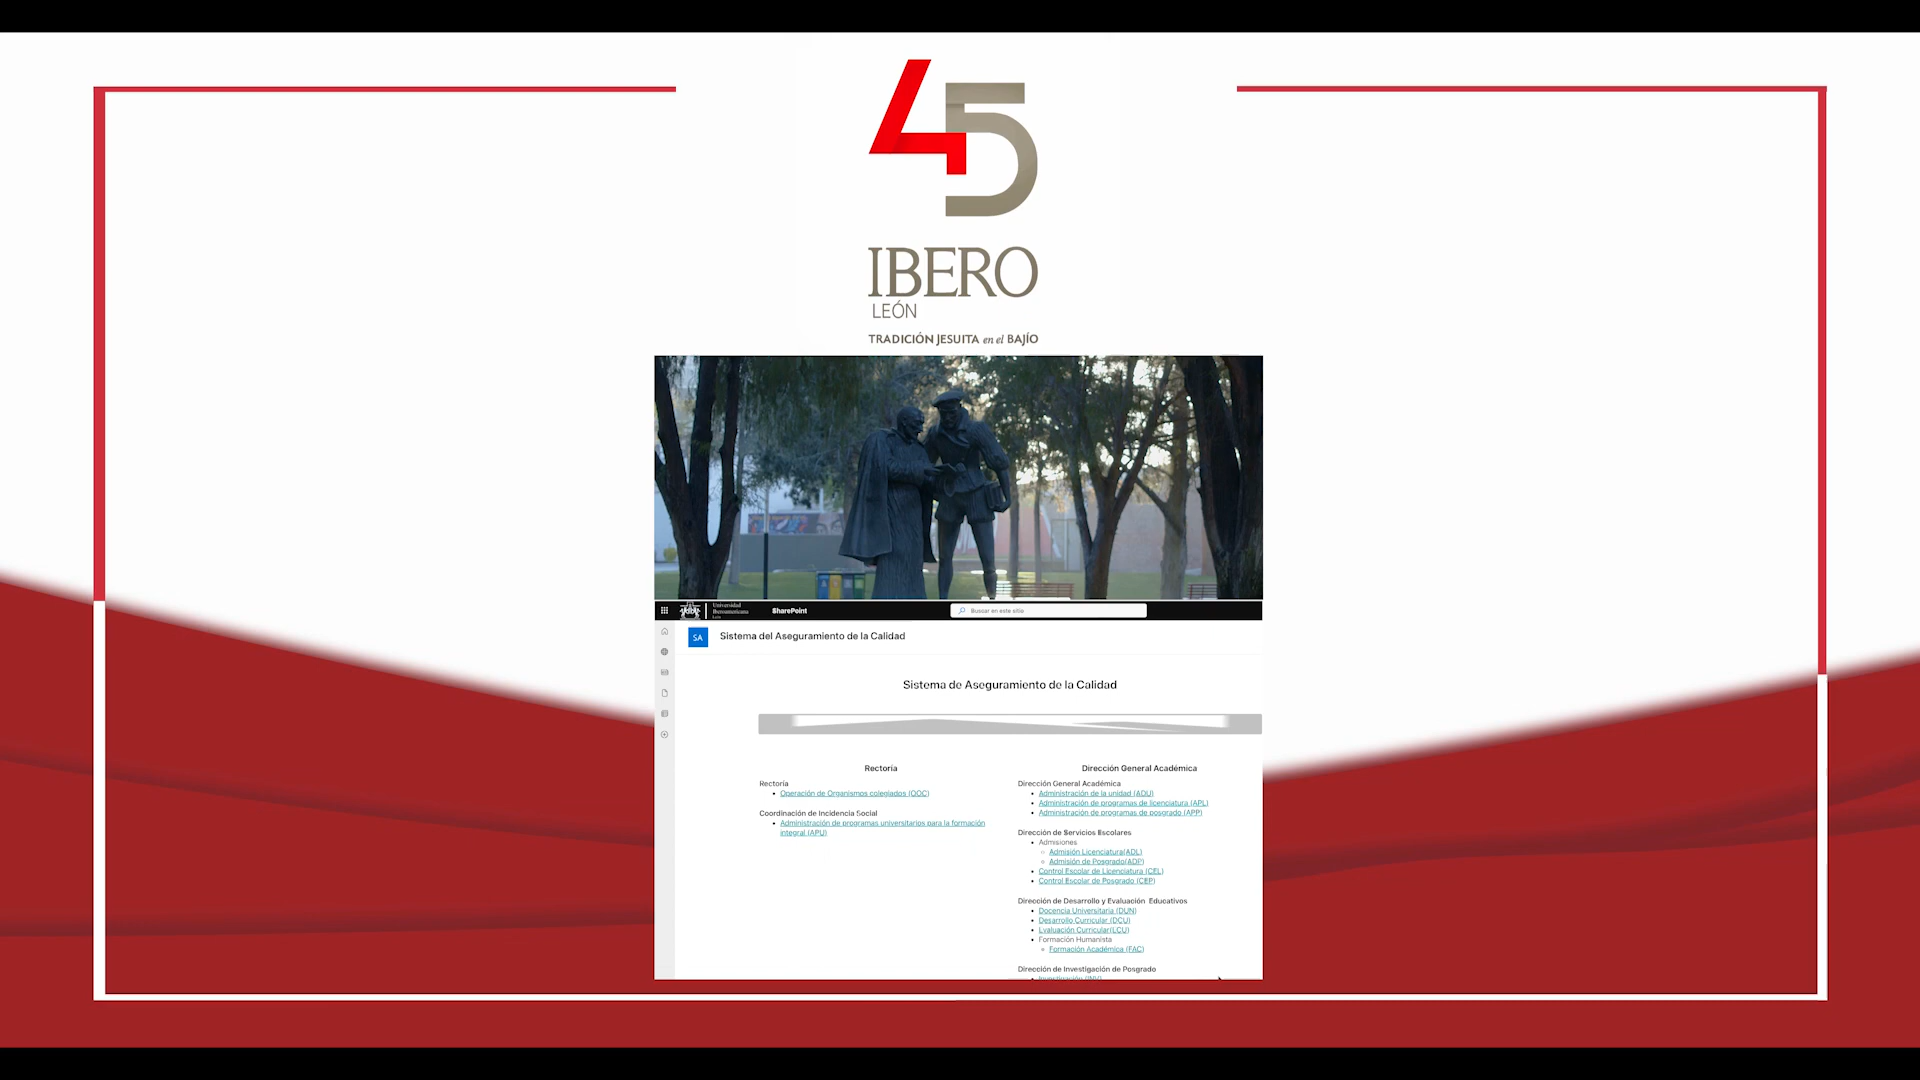 45
IBERO
LEÓN
TRADICIÓN JESUITA en el BAJÍO
Universidad
Iberoamericana
León
SharePoint
Buscar en este sitio
SA
Sistema del Aseguramiento de la Calidad
Sistema de Aseguramiento de la Calidad
Rectoría
Rectoría
Operación de Organismos colegiados (OOC)
Coordinación de Incidencia Social
Administración de programas universitarios para la formación
integral (APU)
Dirección General Académica
Dirección General Académica
Administración de la unidad (ADU)
Administración de programas de licenciatura (APL)
Administración de programas de posgrado (APP)
Dirección de Servicios Escolares
Admisiones
Admisión Licenciatura(ADL)
Admisión de Posgrado(ADP)
Control Escolar de Licenciatura (CEL)
Control Escolar de Posgrado (CEP)
Dirección de Desarrollo y Evaluación Educativos
Docencia Universitaria (DUN)
Desarrollo Curricular (DCU)
Evaluación Curricular(ECU)
Formación Humanista
Formación Académica (FAC)
Dirección de Investigación de Posgrado
Investigación (INV)